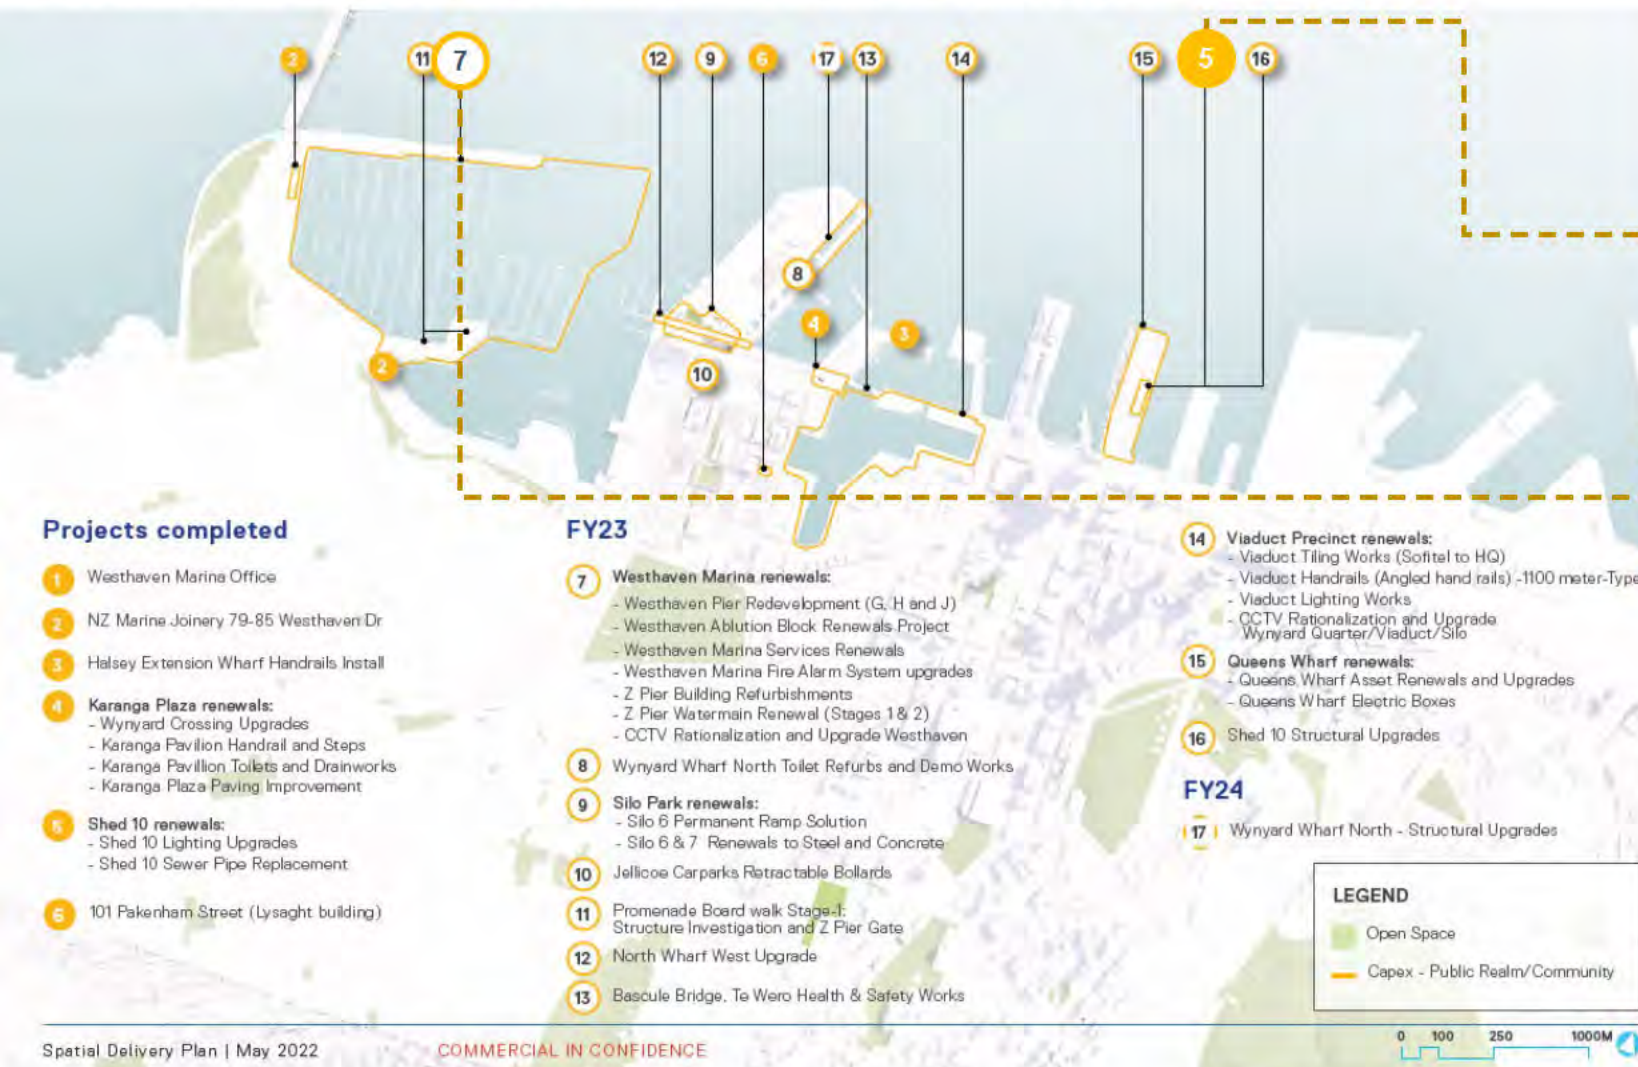 2
11
7
12
9
6
17
13
14
15
5
16
8
4
3
10
2
Projects completed
1 Westhaven Marina Office
2 NZ Marine Joinery 79-85 Westhaven Dr
3 Halsey Extension Wharf Handrails Install
4 Karanga Plaza renewals:
- Wynyard Crossing Upgrades
- Karanga Pavilion Handrail and Steps
- Karanga Pavillion Toilets and Drainworks
- Karanga Plaza Paving Improvement
5 Shed 10 renewals:
- Shed 10 Lighting Upgrades
- Shed 10 Sewer Pipe Replacement
6 101 Pakenham Street (Lysaght building)
FY23
7 Westhaven Marina renewals:
- Westhaven Pier Redevelopment (G, H and J)
- Westhaven Ablution Block Renewals Project
- Westhaven Marina Services Renewals
- Westhaven Marina Fire Alarm System upgrades
- Z Pier Building Refurbishments
- Z Pier Watermain Renewal (Stages 1 & 2)
- CCTV Rationalization and Upgrade Westhaven
8 Wynyard Wharf North Toilet Refurbs and Demo Works
9 Silo Park renewals:
- Silo 6 Permanent Ramp Solution
- Silo 6 & 7 Renewals to Steel and Concrete
10 Jellicoe Carparks Retractable Bollards
11 Promenade Board walk Stage-1:
Structure Investigation and Z Pier Gate
12 North Wharf West Upgrade
13 Bascule Bridge, Te Wero Health & Safety Works
14 Viaduct Precinct renewals:
- Viaduct Tiling Works (Sofitel to HQ)
- Viaduct Handrails (Angled hand rails) -1100 meter-Type
- Viaduct Lighting Works
- CCTV Rationalization and Upgrade
Wynyard Quarter/Viaduct/Silo
15 Queens Wharf renewals:
- Queens Wharf Asset Renewals and Upgrades
- Queens Wharf Electric Boxes
16 Shed 10 Structural Upgrades
FY24
17 Wynyard Wharf North - Structural Upgrades
LEGEND
Open Space
Capex - Public Realm/Community
Spatial Delivery Plan | May 2022
COMMERCIAL IN CONFIDENCE
0 100 250 1000M